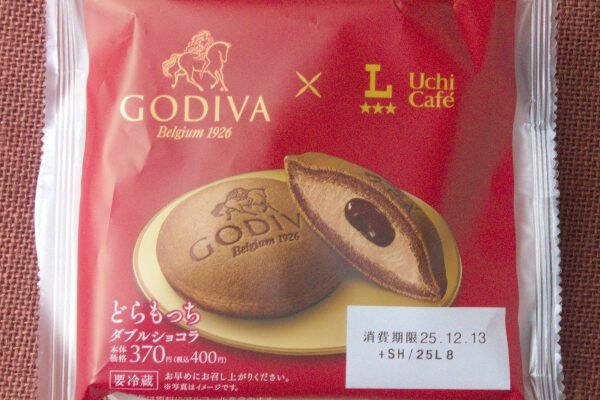 GODIVA
Belgium 1926
×
L
★★★
Uchi
Café
GODIVA
Belgium 1926
どらもっち
ダブルショコラ
本体価格370円(税込400円)
要冷蔵
お早めにお召し上がりください。
※写真はイメージです。
消費期限25.12.13
+SH/25L8